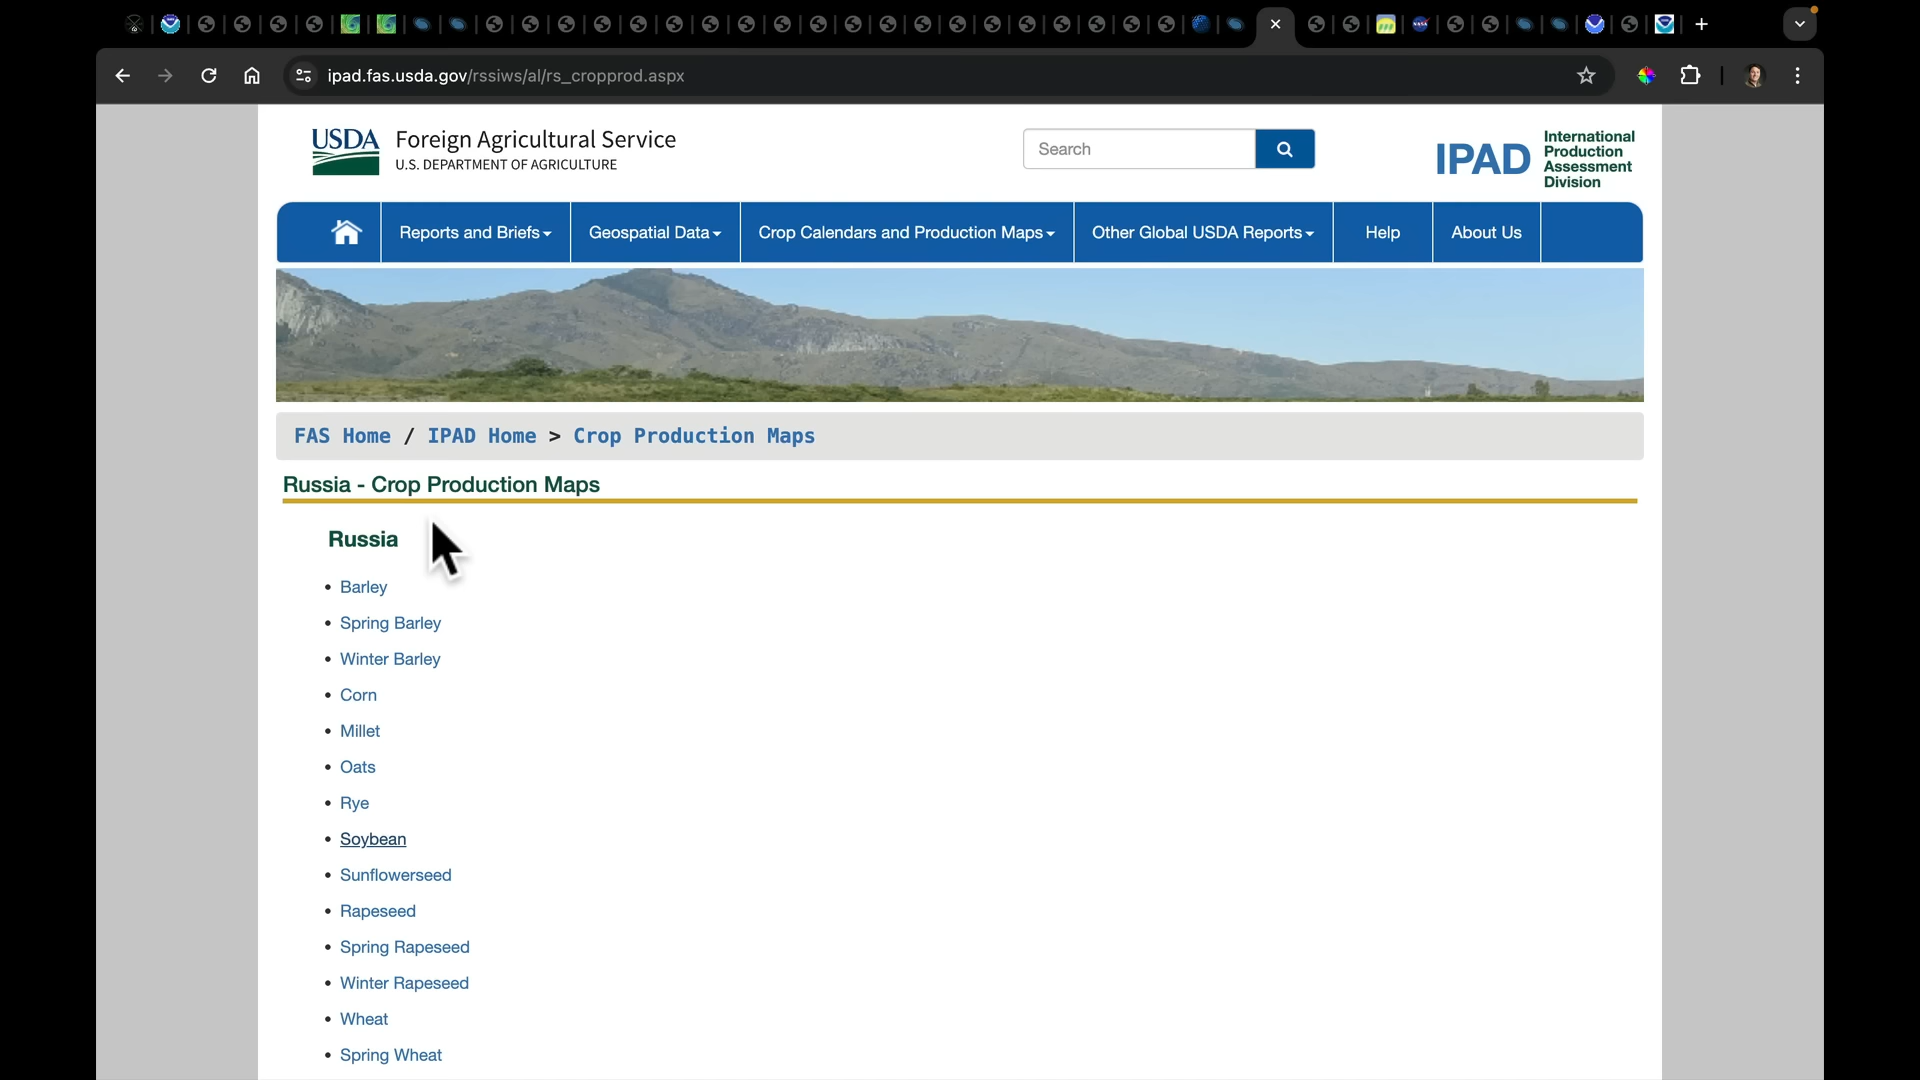 ipad.fas.usda.gov/rssiws/al/rs_cropprod.aspx
USDA Foreign Agricultural Service
U.S. DEPARTMENT OF AGRICULTURE
Search
IPAD International Production Assessment Division
Reports and Briefs Geospatial Data Crop Calendars and Production Maps Other Global USDA Reports Help About Us
FAS Home / IPAD Home > Crop Production Maps
Russia - Crop Production Maps
Russia
• Barley
• Spring Barley
• Winter Barley
• Corn
• Millet
• Oats
• Rye
• Soybean
• Sunflowerseed
• Rapeseed
• Spring Rapeseed
• Winter Rapeseed
• Wheat
• Spring Wheat